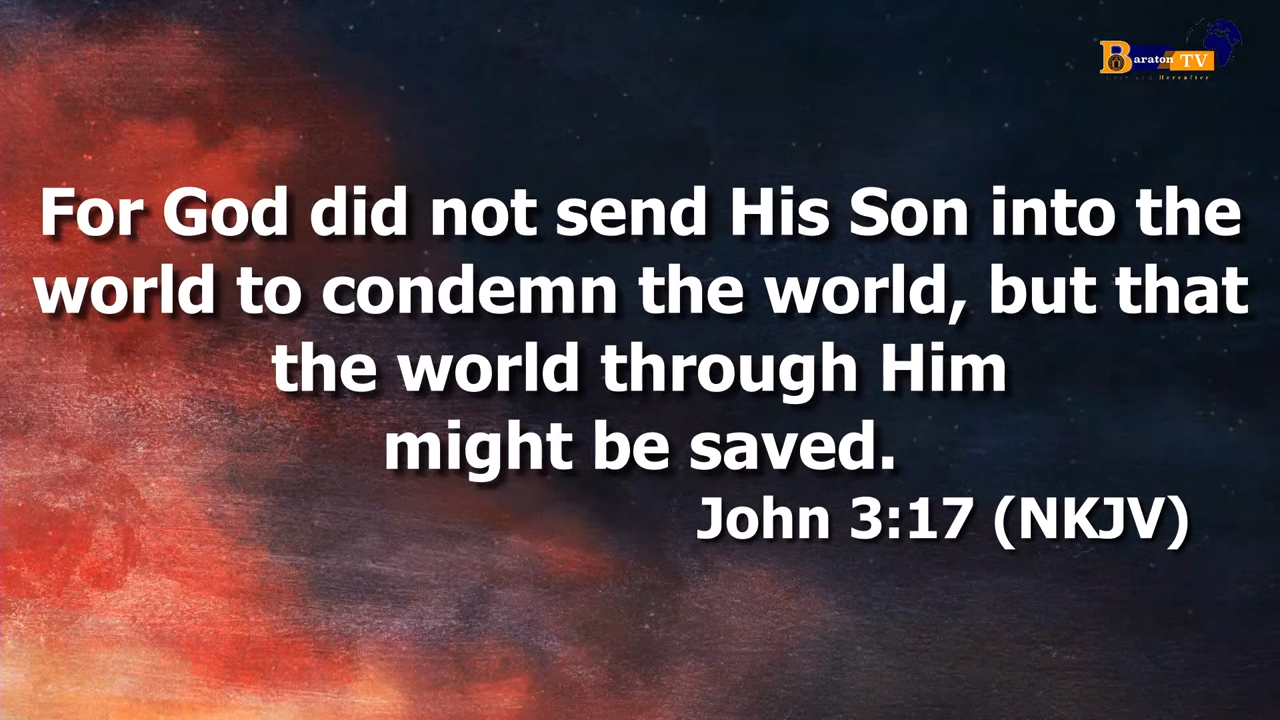 Baraton TV
Hereafter
For God did not send His Son into the
world to condemn the world, but that
the world through Him
might be saved.
John 3:17 (NKJV)